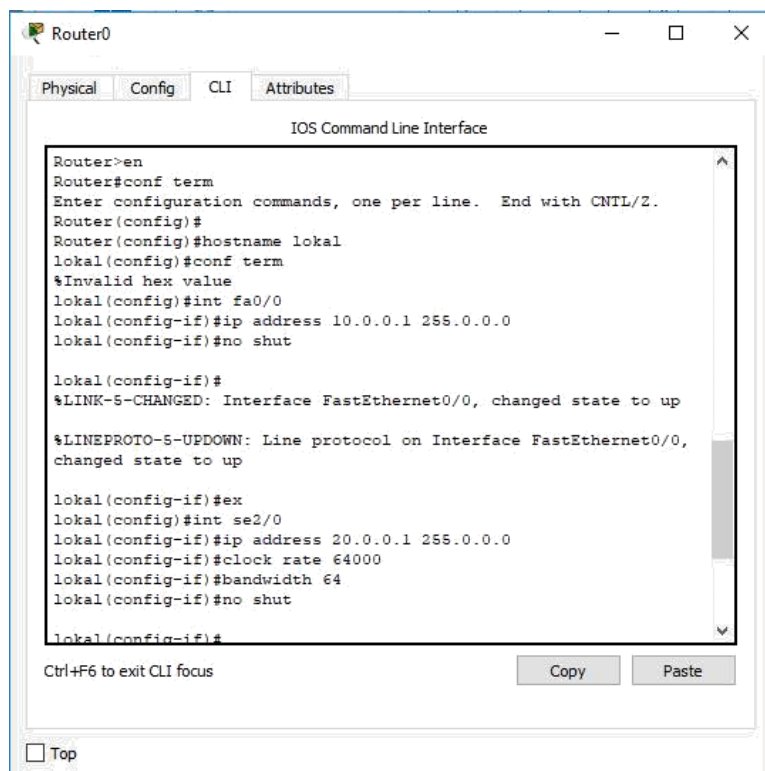 Router0
Physical Config CLI Attributes
IOS Command Line Interface
Router>en
Router#conf term
Enter configuration commands, one per line.  End with CNTL/Z.
Router(config)#
Router(config)#hostname lokal
lokal(config)#conf term
%Invalid hex value
lokal(config)#int fa0/0
lokal(config-if)#ip address 10.0.0.1 255.0.0.0
lokal(config-if)#no shut
lokal(config-if)#
%LINK-5-CHANGED: Interface FastEthernet0/0, changed state to up
%LINEPROTO-5-UPDOWN: Line protocol on Interface FastEthernet0/0,
changed state to up
lokal(config-if)#ex
lokal(config)#int se2/0
lokal(config-if)#ip address 20.0.0.1 255.0.0.0
lokal(config-if)#clock rate 64000
lokal(config-if)#bandwidth 64
lokal(config-if)#no shut
lokal(config-if)#
Ctrl+F6 to exit CLI focus
Copy Paste
Top